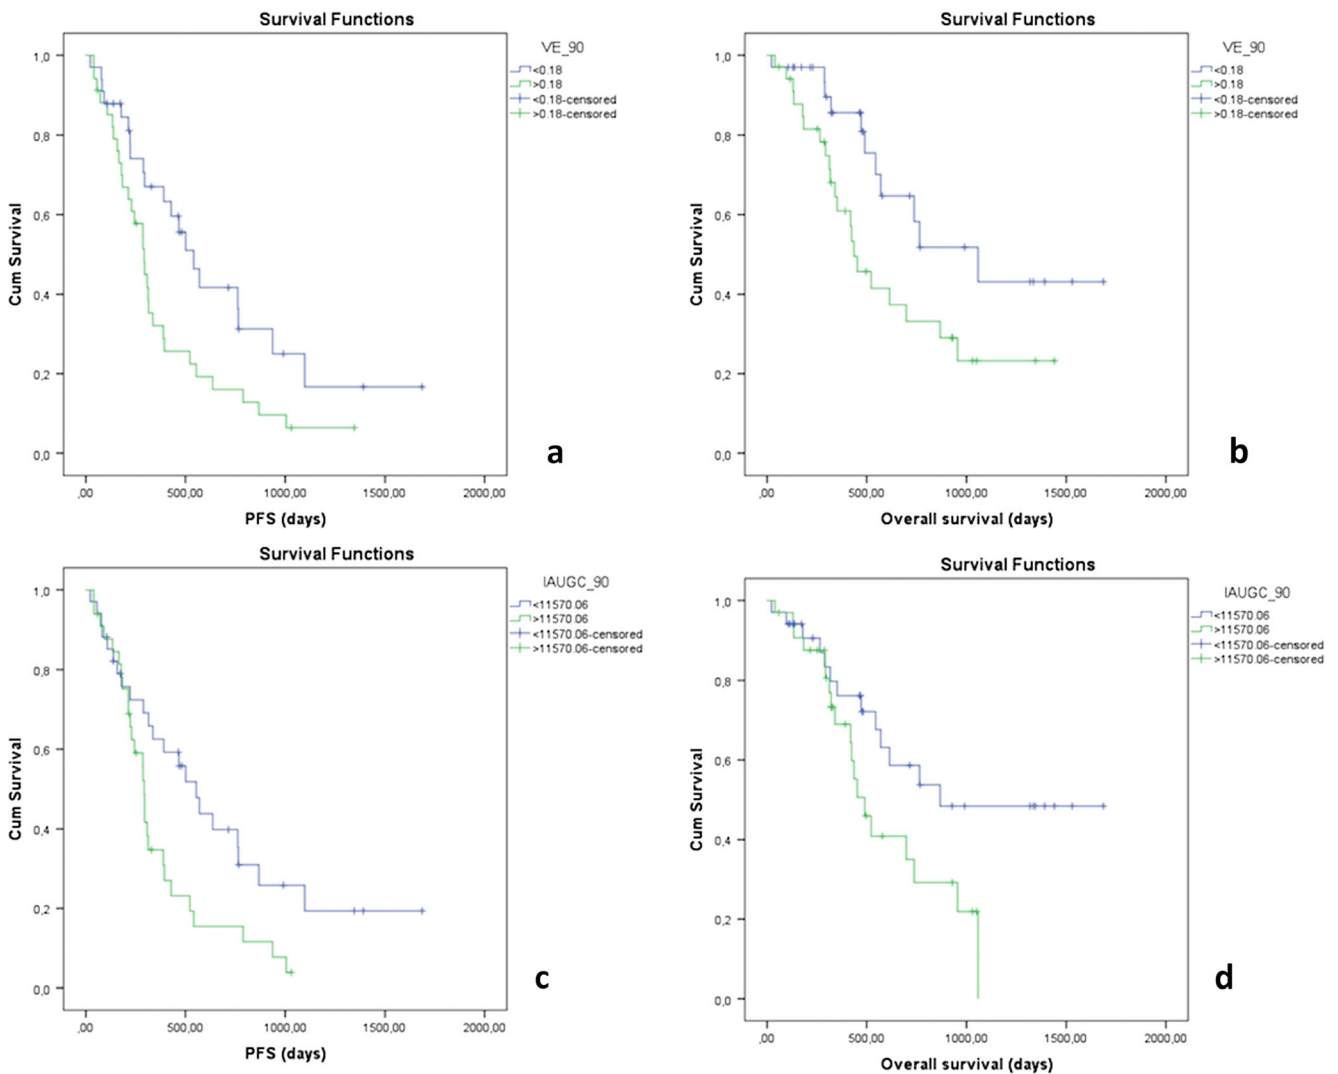 Survival Functions
VE_90
<0.18
>0.18
<0.18-censored
>0.18-censored
1,0
0,8
0,6
0,4
0,2
0,0
Cum Survival
,00 500,00 1000,00 1500,00 2000,00
PFS (days)
a
Survival Functions
VE_90
<0.18
>0.18
<0.18-censored
>0.18-censored
1,0
0,8
0,6
0,4
0,2
0,0
Cum Survival
,00 500,00 1000,00 1500,00 2000,00
Overall survival (days)
b
Survival Functions
IAUGC_90
<11570.06
>11570.06
<11570.06-censored
>11570.06-censored
1,0
0,8
0,6
0,4
0,2
0,0
Cum Survival
,00 500,00 1000,00 1500,00 2000,00
PFS (days)
c
Survival Functions
IAUGC_90
<11570.06
>11570.06
<11570.06-censored
>11570.06-censored
1,0
0,8
0,6
0,4
0,2
0,0
Cum Survival
,00 500,00 1000,00 1500,00 2000,00
Overall survival (days)
d